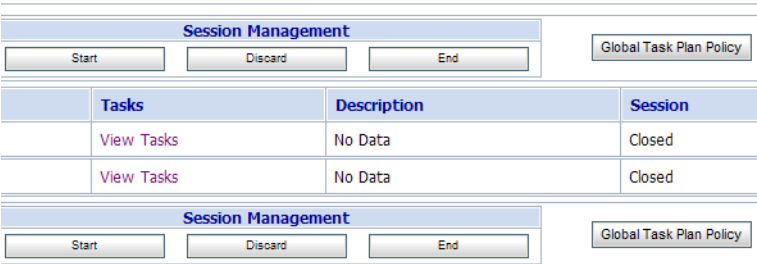 Session Management
Start Discard End Global Task Plan Policy
Tasks Description Session
View Tasks No Data Closed
View Tasks No Data Closed
Session Management
Start Discard End Global Task Plan Policy